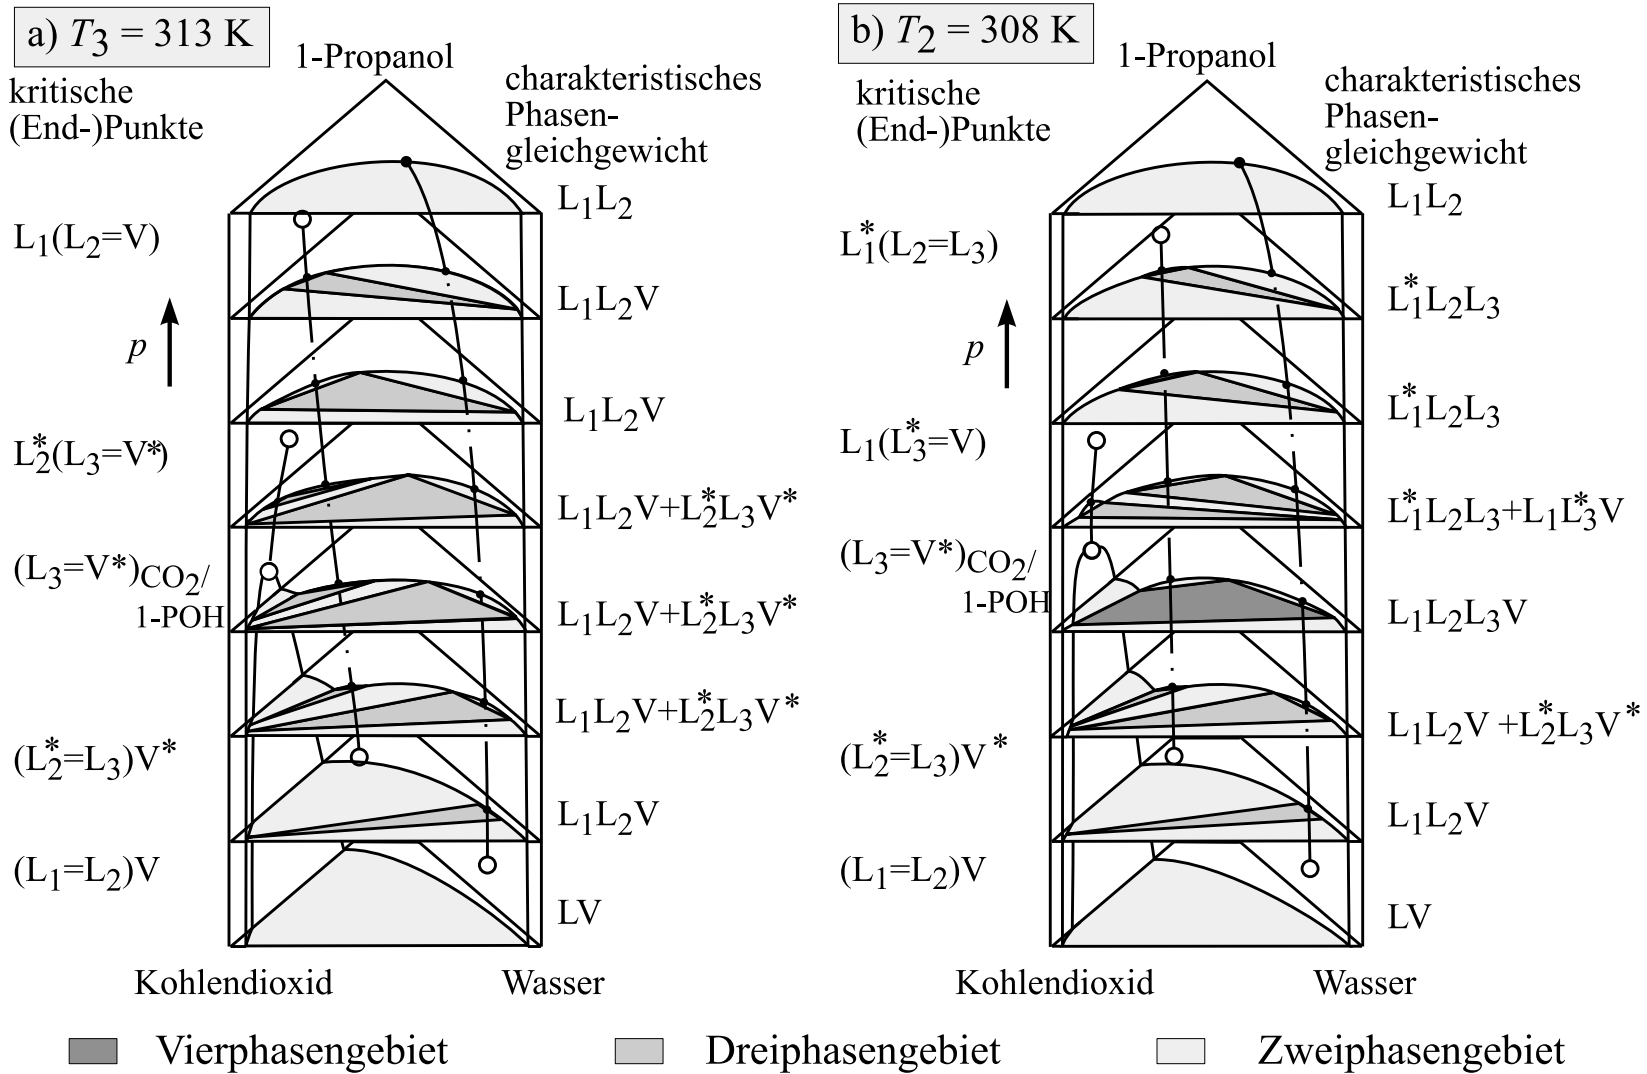 a) T3 = 313 K
1-Propanol
kritische
(End-)Punkte
charakteristisches
Phasen-
gleichgewicht
L1L2
L1(L2=V)
L1L2V
p
L1L2V
L2*(L3=V*)
L1L2V+L2*L3V*
(L3=V*)CO2/
1-POH
L1L2V+L2*L3V*
L1L2V+L2*L3V*
(L2*=L3)V*
L1L2V
(L1=L2)V
LV
Kohlendioxid
Wasser
b) T2 = 308 K
1-Propanol
kritische
(End-)Punkte
charakteristisches
Phasen-
gleichgewicht
L1L2
L1*(L2=L3)
L1*L2L3
p
L1*L2L3
L1(L3*=V)
L1*L2L3+L1L3*V
(L3=V*)CO2/
1-POH
L1L2L3V
L1L2V +L2*L3V*
(L2*=L3)V*
L1L2V
(L1=L2)V
LV
Kohlendioxid
Wasser
Vierphasengebiet
Dreiphasengebiet
Zweiphasengebiet